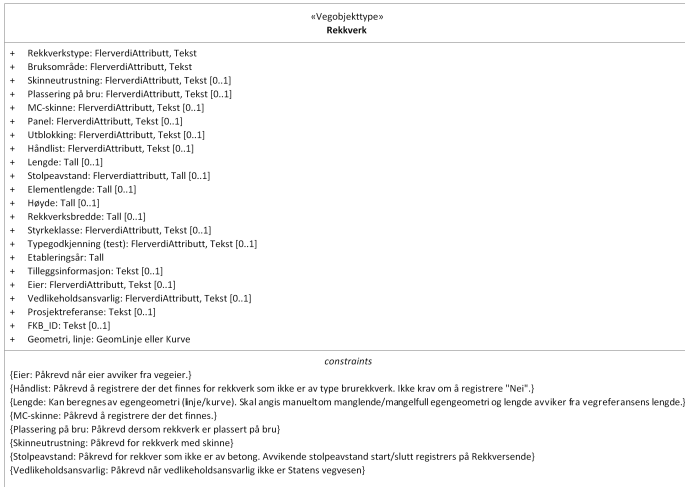 «Vegobjekttype»
Rekkverk
+ Rekkverkstype: FlerverdiAttributt, Tekst
+ Bruksområde: FlerverdiAttributt, Tekst
+ Skinneutrustning: FlerverdiAttributt, Tekst [0..1]
+ Plassering på bru: FlerverdiAttributt, Tekst [0..1]
+ MC-skinne: FlerverdiAttributt, Tekst [0..1]
+ Panel: FlerverdiAttributt, Tekst [0..1]
+ Utblokking: FlerverdiAttributt, Tekst [0..1]
+ Håndlist: FlerverdiAttributt, Tekst [0..1]
+ Lengde: Tall [0..1]
+ Stolpeavstand: Flerverdiattributt, Tall [0..1]
+ Elementlengde: Tall [0..1]
+ Høyde: Tall [0..1]
+ Rekkverksbredde: Tall [0..1]
+ Styrkeklasse: FlerverdiAttributt, Tekst [0..1]
+ Typegodkjenning (test): FlerverdiAttributt, Tekst [0..1]
+ Etableringsår: Tall
+ Tilleggsinformasjon: Tekst [0..1]
+ Eier: FlerverdiAttributt, Tekst [0..1]
+ Vedlikeholdsansvarlig: FlerverdiAttributt, Tekst [0..1]
+ Prosjektreferanse: Tekst [0..1]
+ FKB_ID: Tekst [0..1]
+ Geometri, linje: GeomLinje eller Kurve
constraints
{Eier: Påkrevd når eier avviker fra vegeier.}
{Håndlist: Påkrevd å registrere der det finnes for rekkverk som ikke er av type brurekkverk. Ikke krav om å registrere "Nei".}
{Lengde: Kan beregnes av egengeometri (linje/kurve). Skal angis manuelt om manglende/mangelfull egengeometri og lengde avviker fra vegreferansens lengde.}
{MC-skinne: Påkrevd å registrere der det finnes.}
{Plassering på bru: Påkrevd dersom rekkverk er plassert på bru}
{Skinneutrustning: Påkrevd for rekkverk med skinne}
{Stolpeavstand: Påkrevd for rekkver som ikke er av betong. Avvikende stolpeavstand start/slutt registrers på Rekkversende}
{Vedlikeholdsansvarlig: Påkrevd når vedlikeholdsansvarlig ikke er Statens vegvesen}